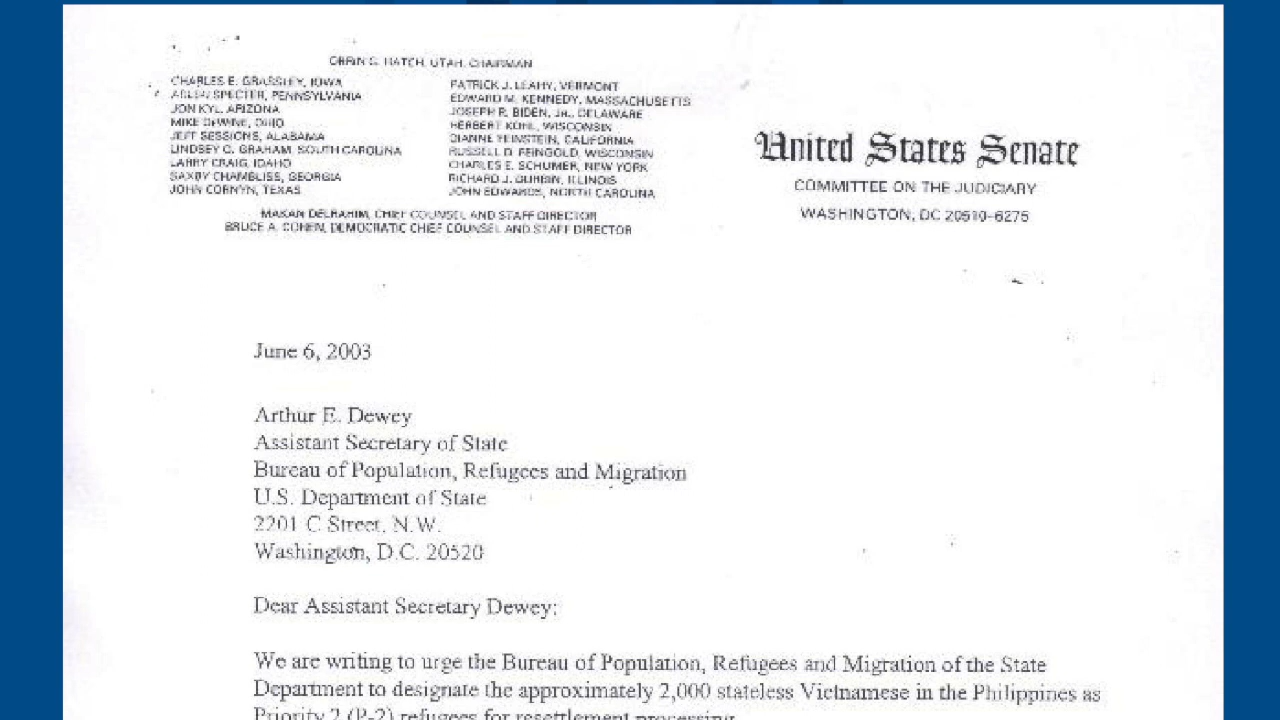 ORRIN G. HATCH, UTAH, CHAIRMAN
CHARLES E. GRASSLEY, IOWA
ARLEN SPECTER, PENNSYLVANIA
JON KYL, ARIZONA
MIKE DEWINE, OHIO
JEFF SESSIONS, ALABAMA
LINDSEY O. GRAHAM, SOUTH CAROLINA
LARRY CRAIG, IDAHO
SAXBY CHAMBLISS, GEORGIA
JOHN CORNYN, TEXAS
PATRICK J. LEAHY, VERMONT
EDWARD M. KENNEDY, MASSACHUSETTS
JOSEPH R. BIDEN, JR., DELAWARE
HERBERT KOHL, WISCONSIN
DIANNE FEINSTEIN, CALIFORNIA
RUSSELL D. FEINGOLD, WISCONSIN
CHARLES E. SCHUMER, NEW YORK
RICHARD J. DURBIN, ILLINOIS
JOHN EDWARDS, NORTH CAROLINA
MAKAN DELRAHIM, CHIEF COUNSEL AND STAFF DIRECTOR
BRUCE A. COHEN, DEMOCRATIC CHIEF COUNSEL AND STAFF DIRECTOR
United States Senate
COMMITTEE ON THE JUDICIARY
WASHINGTON, DC 20510-6275
June 6, 2003
Arthur E. Dewey
Assistant Secretary of State
Bureau of Population, Refugees and Migration
U.S. Department of State
2201 C Street, N.W.
Washington, D.C. 20520
Dear Assistant Secretary Dewey:
We are writing to urge the Bureau of Population, Refugees and Migration of the State
Department to designate the approximately 2,000 stateless Vietnamese in the Philippines as
Priority 2 (P-2) refugees for resettlement processing.